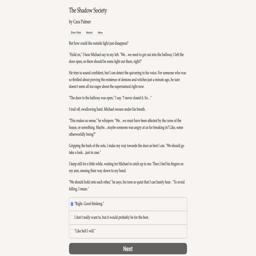 The Shadow Society
by Cara Palmer
Show Stats
Restart
Menu
But how could the outside light just disappear?
"Hold on," I hear Michael say to my left. "We…we need to get out into the hallway. I left the
door open, so there should be some light out there, right?"
He tries to sound confident, but I can detect the quivering in his voice. For someone who was
so thrilled about proving the existence of demons and witches just a minute ago, he sure
doesn't seem all too eager about the supernatural right now.
"The door to the hallway was open," I say. "I never closed it. So…"
I trail off, swallowing hard. Michael moans under his breath.
"This makes no sense," he whispers. "We…we must have been affected by the curse of the
house, or something. Maybe…maybe someone was angry at us for breaking in? Like, some
otherworldly being?"
Gripping the back of the sofa, I make my way towards the door as best I can. "We should go
take a look…just in case."
I keep still for a little while, waiting for Michael to catch up to me. Then I feel his fingers on
my arm, running their way down to my hand.
"We should hold onto each other," he says, his tone so quiet that I can barely hear. "To avoid
falling, I mean."
"Right. Good thinking."
I don't really want to, but it would probably be for the best.
"Like hell I will."
Next